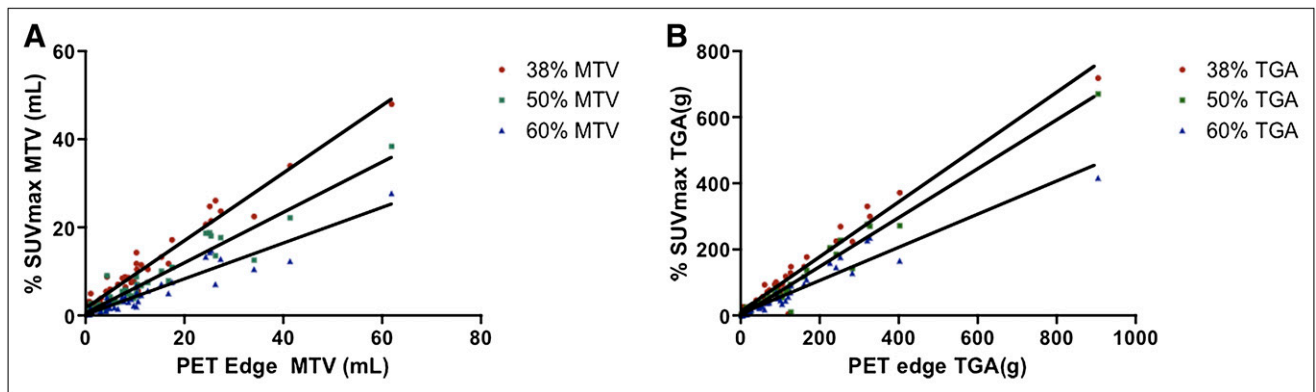 A
% SUVmax MTV (mL)
60
40
20
0
0 20 40 60 80
PET Edge MTV (mL)
38% MTV
50% MTV
60% MTV
B
% SUVmax TGA(g)
800
600
400
200
0
0 200 400 600 800 1000
PET edge TGA(g)
38% TGA
50% TGA
60% TGA